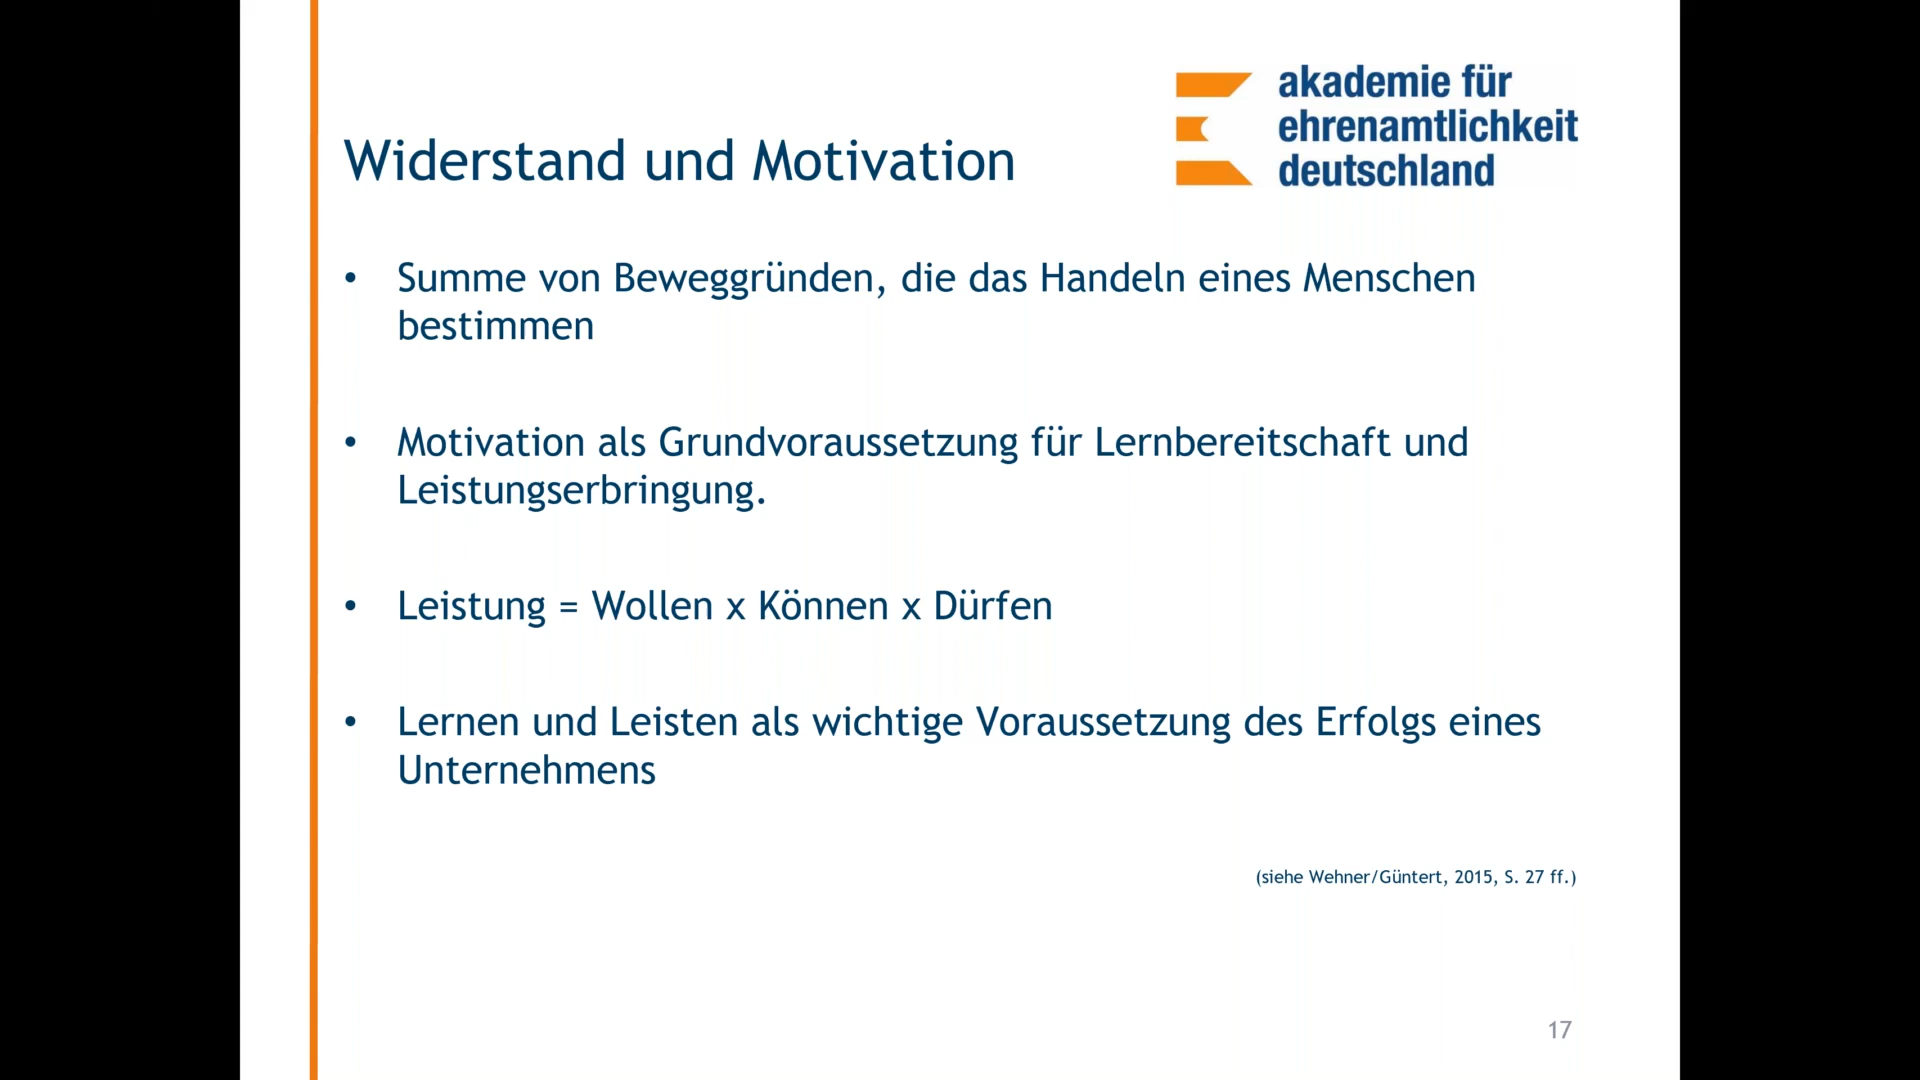 akademie für
ehrenamtlichkeit
deutschland
Widerstand und Motivation
• Summe von Beweggründen, die das Handeln eines Menschen
bestimmen
• Motivation als Grundvoraussetzung für Lernbereitschaft und
Leistungserbringung.
• Leistung = Wollen x Können x Dürfen
• Lernen und Leisten als wichtige Voraussetzung des Erfolgs eines
Unternehmens
(siehe Wehner/Güntert, 2015, S. 27 ff.)
17